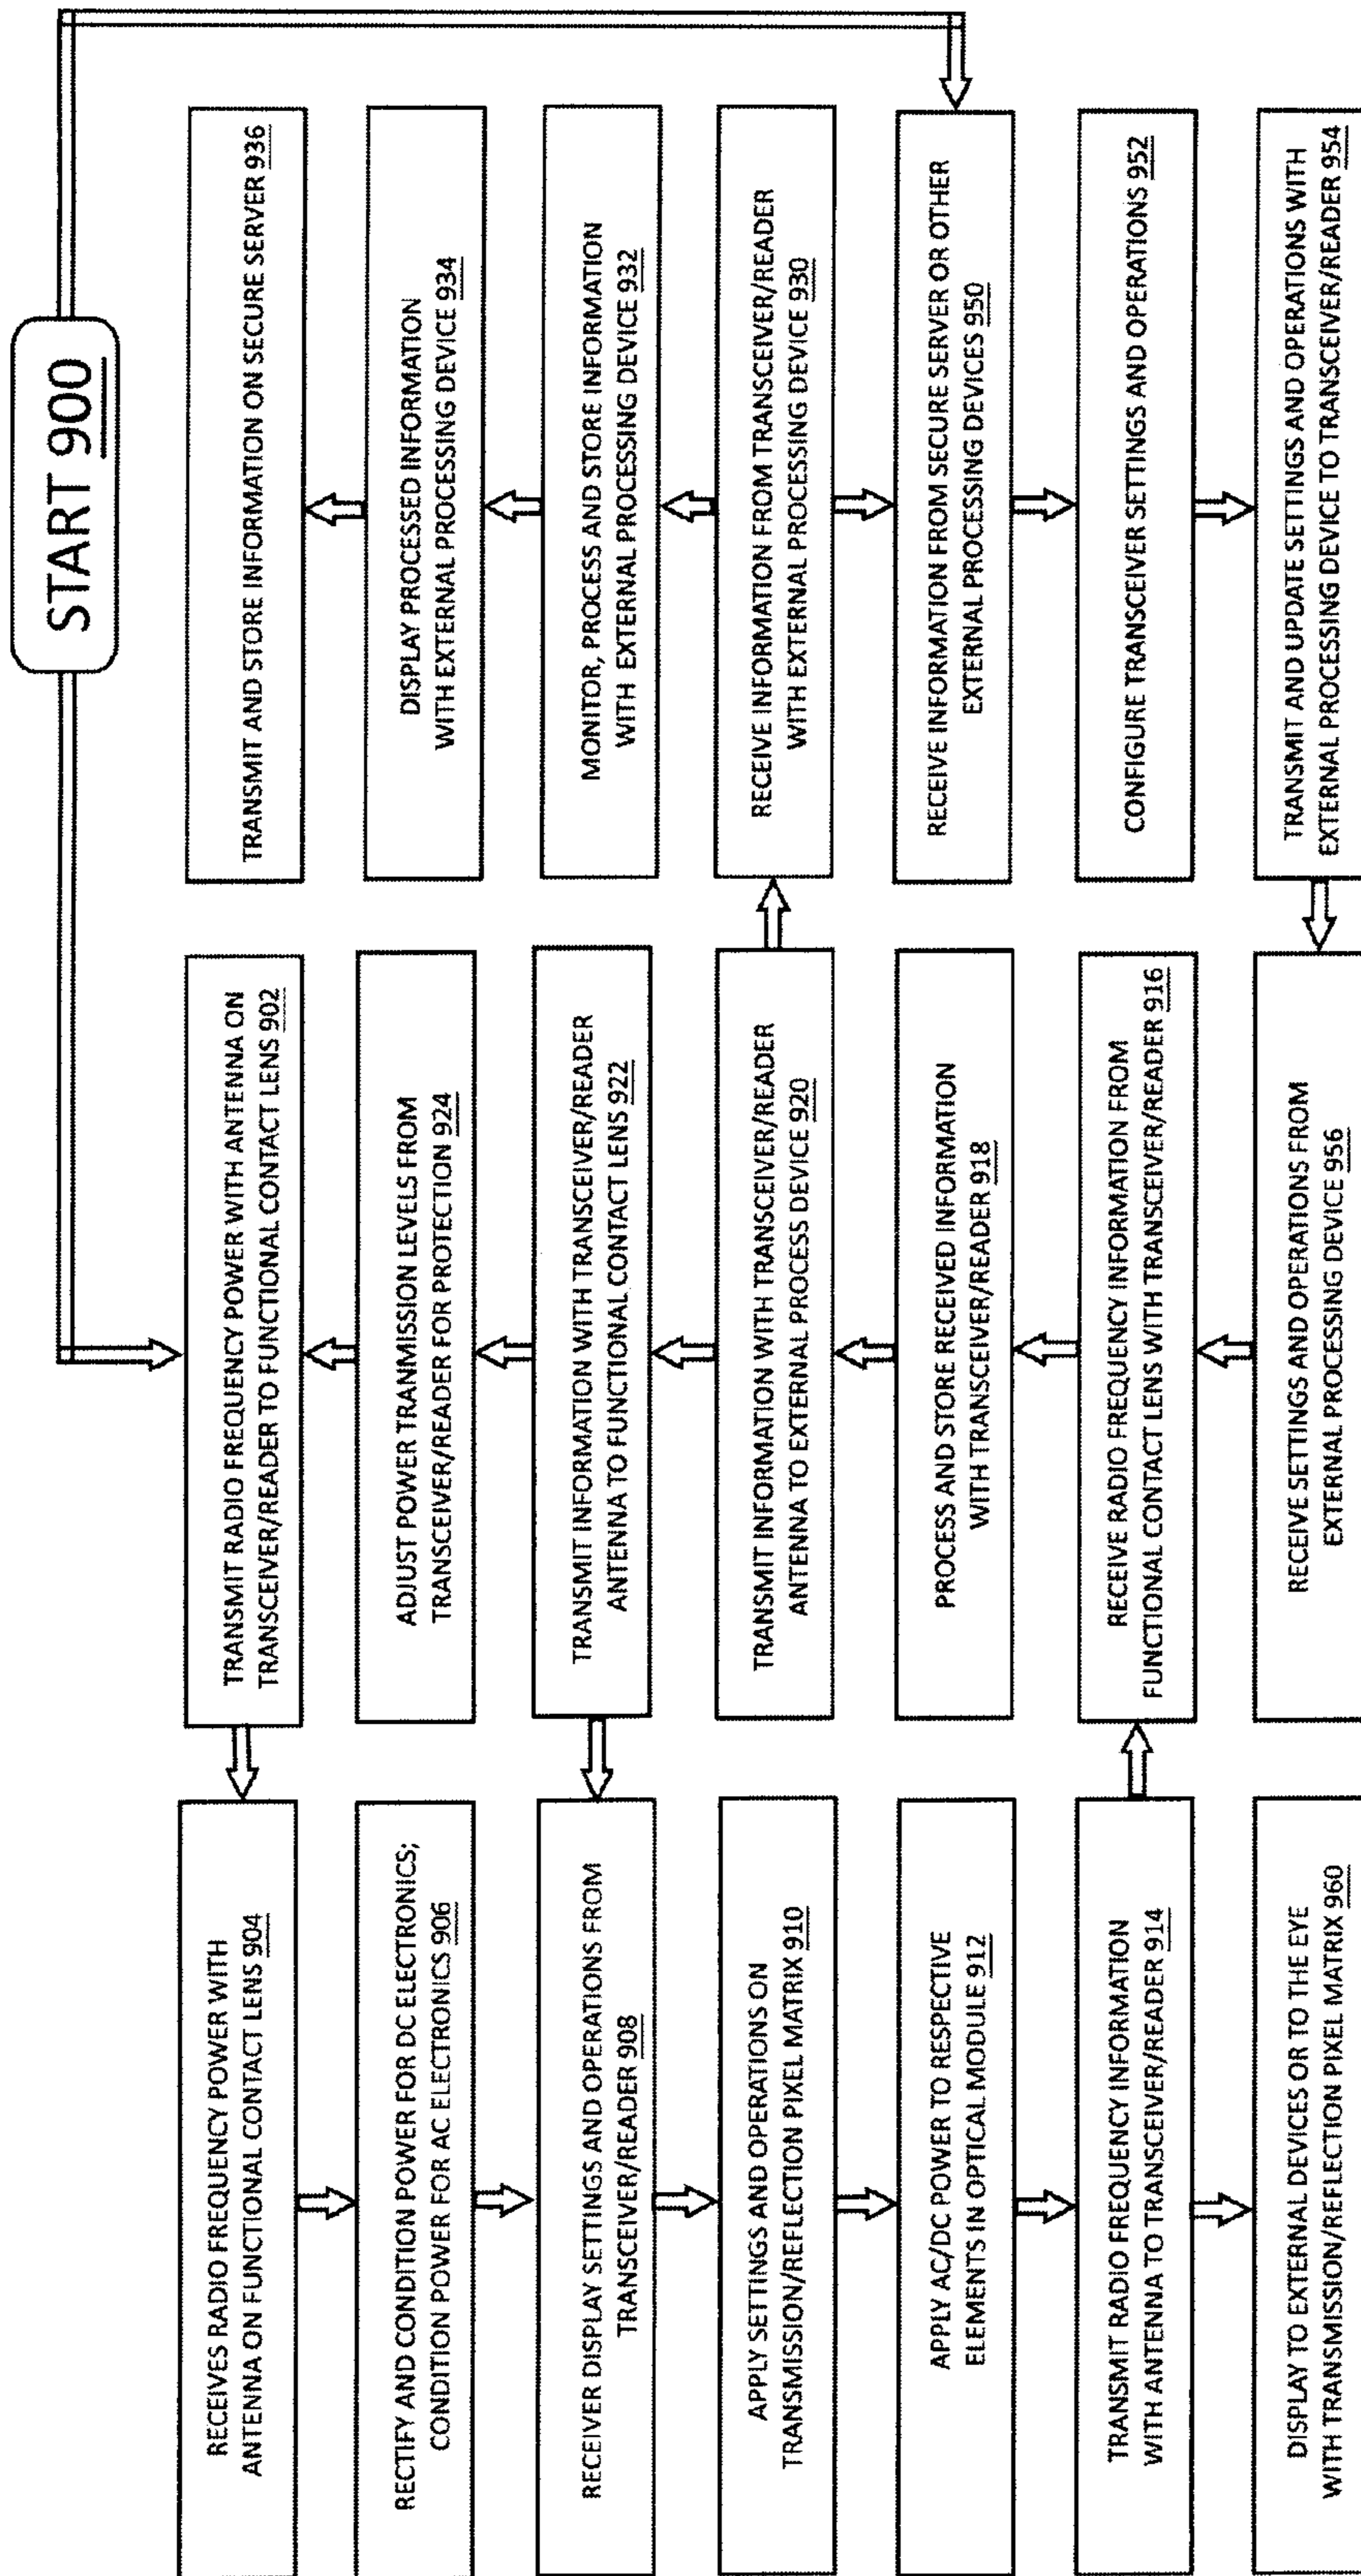 START 900
RECEIVES RADIO FREQUENCY POWER WITH
ANTENNA ON FUNCTIONAL CONTACT LENS 904
RECTIFY AND CONDITION POWER FOR DC ELECTRONICS;
CONDITION POWER FOR AC ELECTRONICS 906
RECEIVER DISPLAY SETTINGS AND OPERATIONS FROM
TRANSCEIVER/READER 908
APPLY SETTINGS AND OPERATIONS ON
TRANSMISSION/REFLECTION PIXEL MATRIX 910
APPLY AC/DC POWER TO RESPECTIVE
ELEMENTS IN OPTICAL MODULE 912
TRANSMIT RADIO FREQUENCY INFORMATION
WITH ANTENNA TO TRANSCEIVER/READER 914
DISPLAY TO EXTERNAL DEVICES OR TO THE EYE
WITH TRANSMISSION/REFLECTION PIXEL MATRIX 960
TRANSMIT RADIO FREQUENCY POWER WITH ANTENNA ON
TRANSCEIVER/READER TO FUNCTIONAL CONTACT LENS 902
ADJUST POWER TRANMISSION LEVELS FROM
TRANSCEIVER/READER FOR PROTECTION 924
TRANSMIT INFORMATION WITH TRANSCEIVER/READER
ANTENNA TO FUNCTIONAL CONTACT LENS 922
TRANSMIT INFORMATION WITH TRANSCEIVER/READER
ANTENNA TO EXTERNAL PROCESS DEVICE 920
PROCESS AND STORE RECEIVED INFORMATION
WITH TRANSCEIVER/READER 918
RECEIVE RADIO FREQUENCY INFORMATION FROM
FUNCTIONAL CONTACT LENS WITH TRANSCEIVER/READER 916
RECEIVE SETTINGS AND OPERATIONS FROM
EXTERNAL PROCESSING DEVICE 956
TRANSMIT AND STORE INFORMATION ON SECURE SERVER 936
DISPLAY PROCESSED INFORMATION
WITH EXTERNAL PROCESSING DEVICE 934
MONITOR, PROCESS AND STORE INFORMATION
WITH EXTERNAL PROCESSING DEVICE 932
RECEIVE INFORMATION FROM TRANSCEIVER/READER
WITH EXTERNAL PROCESSING DEVICE 930
RECEIVE INFORMATION FROM SECURE SERVER OR OTHER
EXTERNAL PROCESSING DEVICES 950
CONFIGURE TRANSCEIVER SETTINGS AND OPERATIONS 952
TRANSMIT AND UPDATE SETTINGS AND OPERATIONS WITH
EXTERNAL PROCESSING DEVICE TO TRANSCEIVER/READER 954